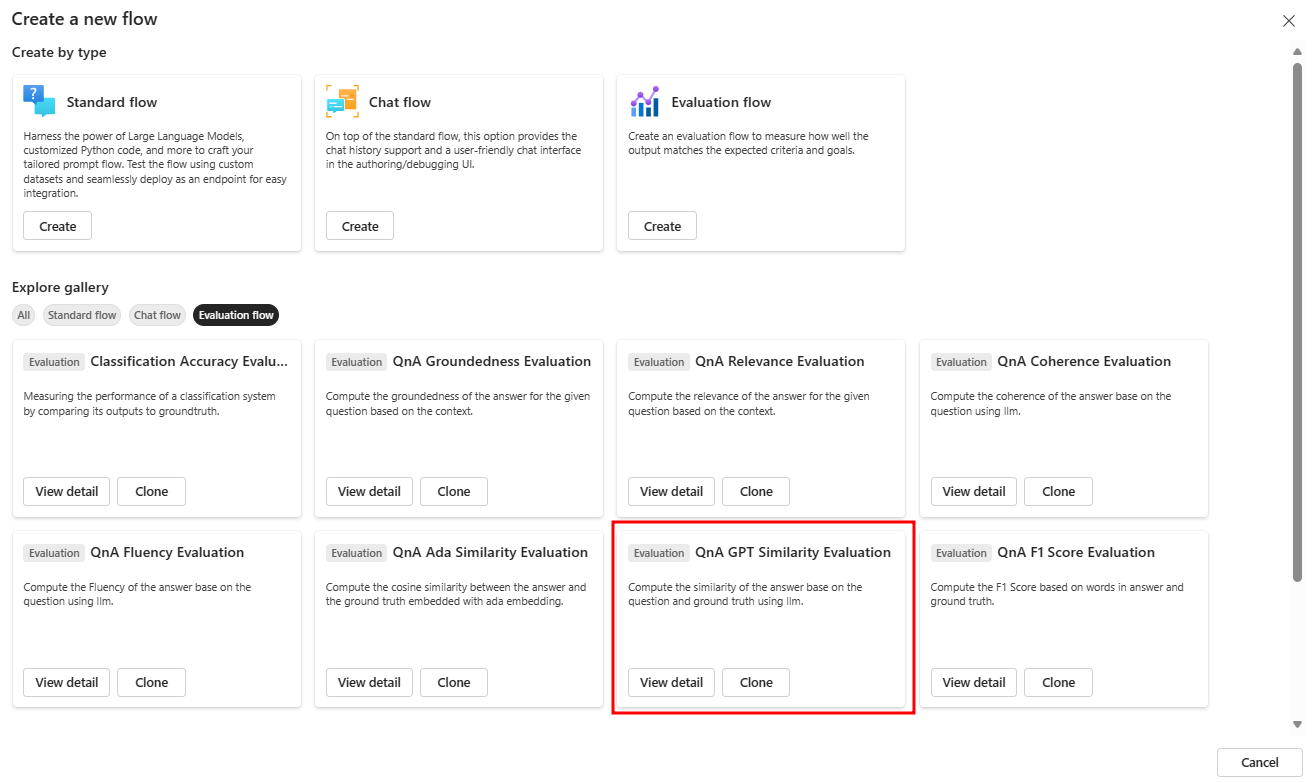 Create a new flow
Create by type
Standard flow
Harness the power of Large Language Models,
customized Python code, and more to craft your
tailored prompt flow. Test the flow using custom
datasets and seamlessly deploy as an endpoint for easy
integration.
Create
Chat flow
On top of the standard flow, this option provides the
chat history support and a user-friendly chat interface
in the authoring/debugging UI.
Create
Evaluation flow
Create an evaluation flow to measure how well the
output matches the expected criteria and goals.
Create
Explore gallery
All Standard flow Chat flow Evaluation flow
Evaluation Classification Accuracy Evalu...
Measuring the performance of a classification system
by comparing its outputs to groundtruth.
View detail Clone
Evaluation QnA Groundedness Evaluation
Compute the groundedness of the answer for the given
question based on the context.
View detail Clone
Evaluation QnA Relevance Evaluation
Compute the relevance of the answer for the given
question based on the context.
View detail Clone
Evaluation QnA Coherence Evaluation
Compute the coherence of the answer base on the
question using llm.
View detail Clone
Evaluation QnA Fluency Evaluation
Compute the Fluency of the answer base on the
question using llm.
View detail Clone
Evaluation QnA Ada Similarity Evaluation
Compute the cosine similarity between the answer and
the ground truth embedded with ada embedding.
View detail Clone
Evaluation QnA GPT Similarity Evaluation
Compute the similarity of the answer base on the
question and ground truth using llm.
View detail Clone
Evaluation QnA F1 Score Evaluation
Compute the F1 Score based on words in answer and
ground truth.
View detail Clone
Cancel